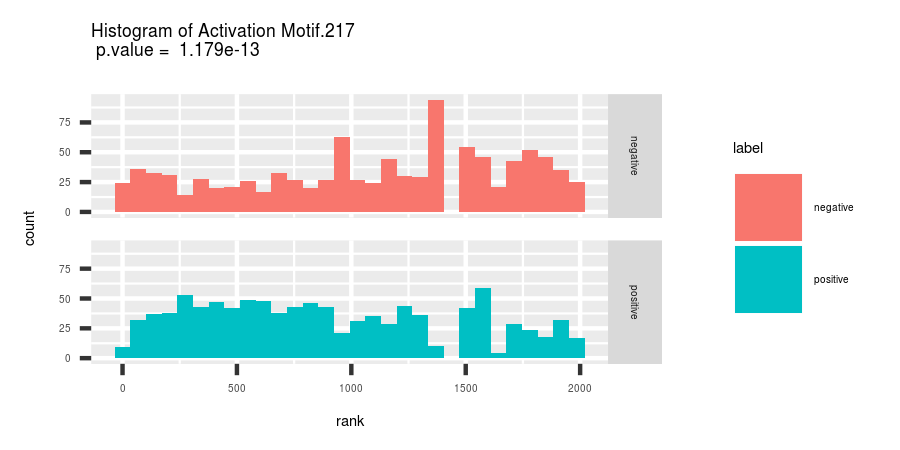 Histogram of Activation Motif.217
p.value = 1.179e-13
count
75
50
25
0
negative
75
50
25
0
positive
0 500 1000 1500 2000
rank
label
negative
positive